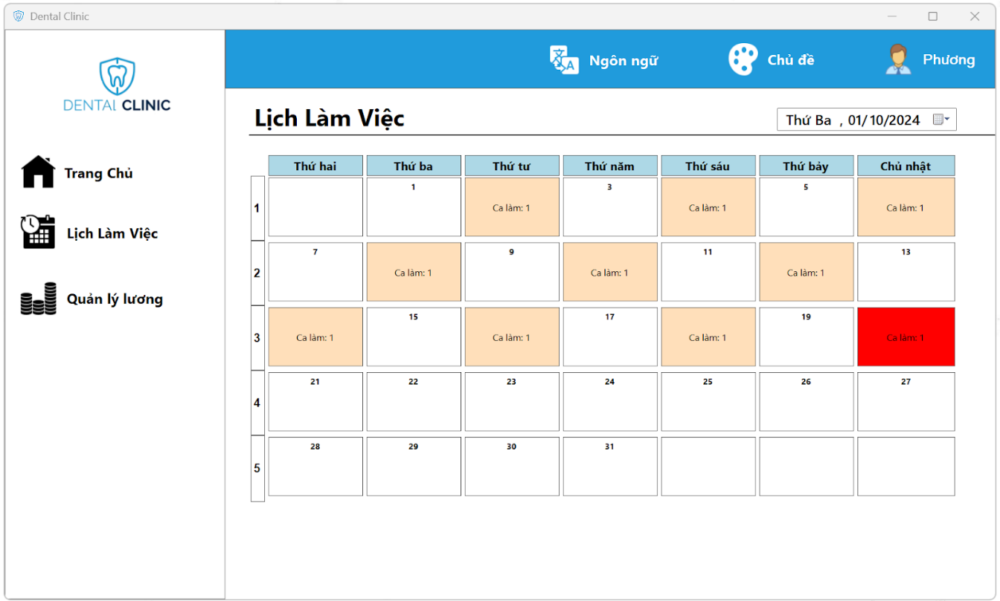 Dental Clinic
Ngôn ngữ
Chủ đề
Phương
DENTAL CLINIC
Lịch Làm Việc
Thứ Ba , 01/10/2024
Trang Chủ
Lịch Làm Việc
Quản lý lương
Thứ hai Thứ ba Thứ tư Thứ năm Thứ sáu Thứ bảy Chủ nhật
1 1 Ca làm: 1 3 Ca làm: 1 5 Ca làm: 1
2 7 Ca làm: 1 9 Ca làm: 1 11 Ca làm: 1 13
3 Ca làm: 1 15 Ca làm: 1 17 Ca làm: 1 19 Ca làm: 1
4 21 22 23 24 25 26 27
5 28 29 30 31